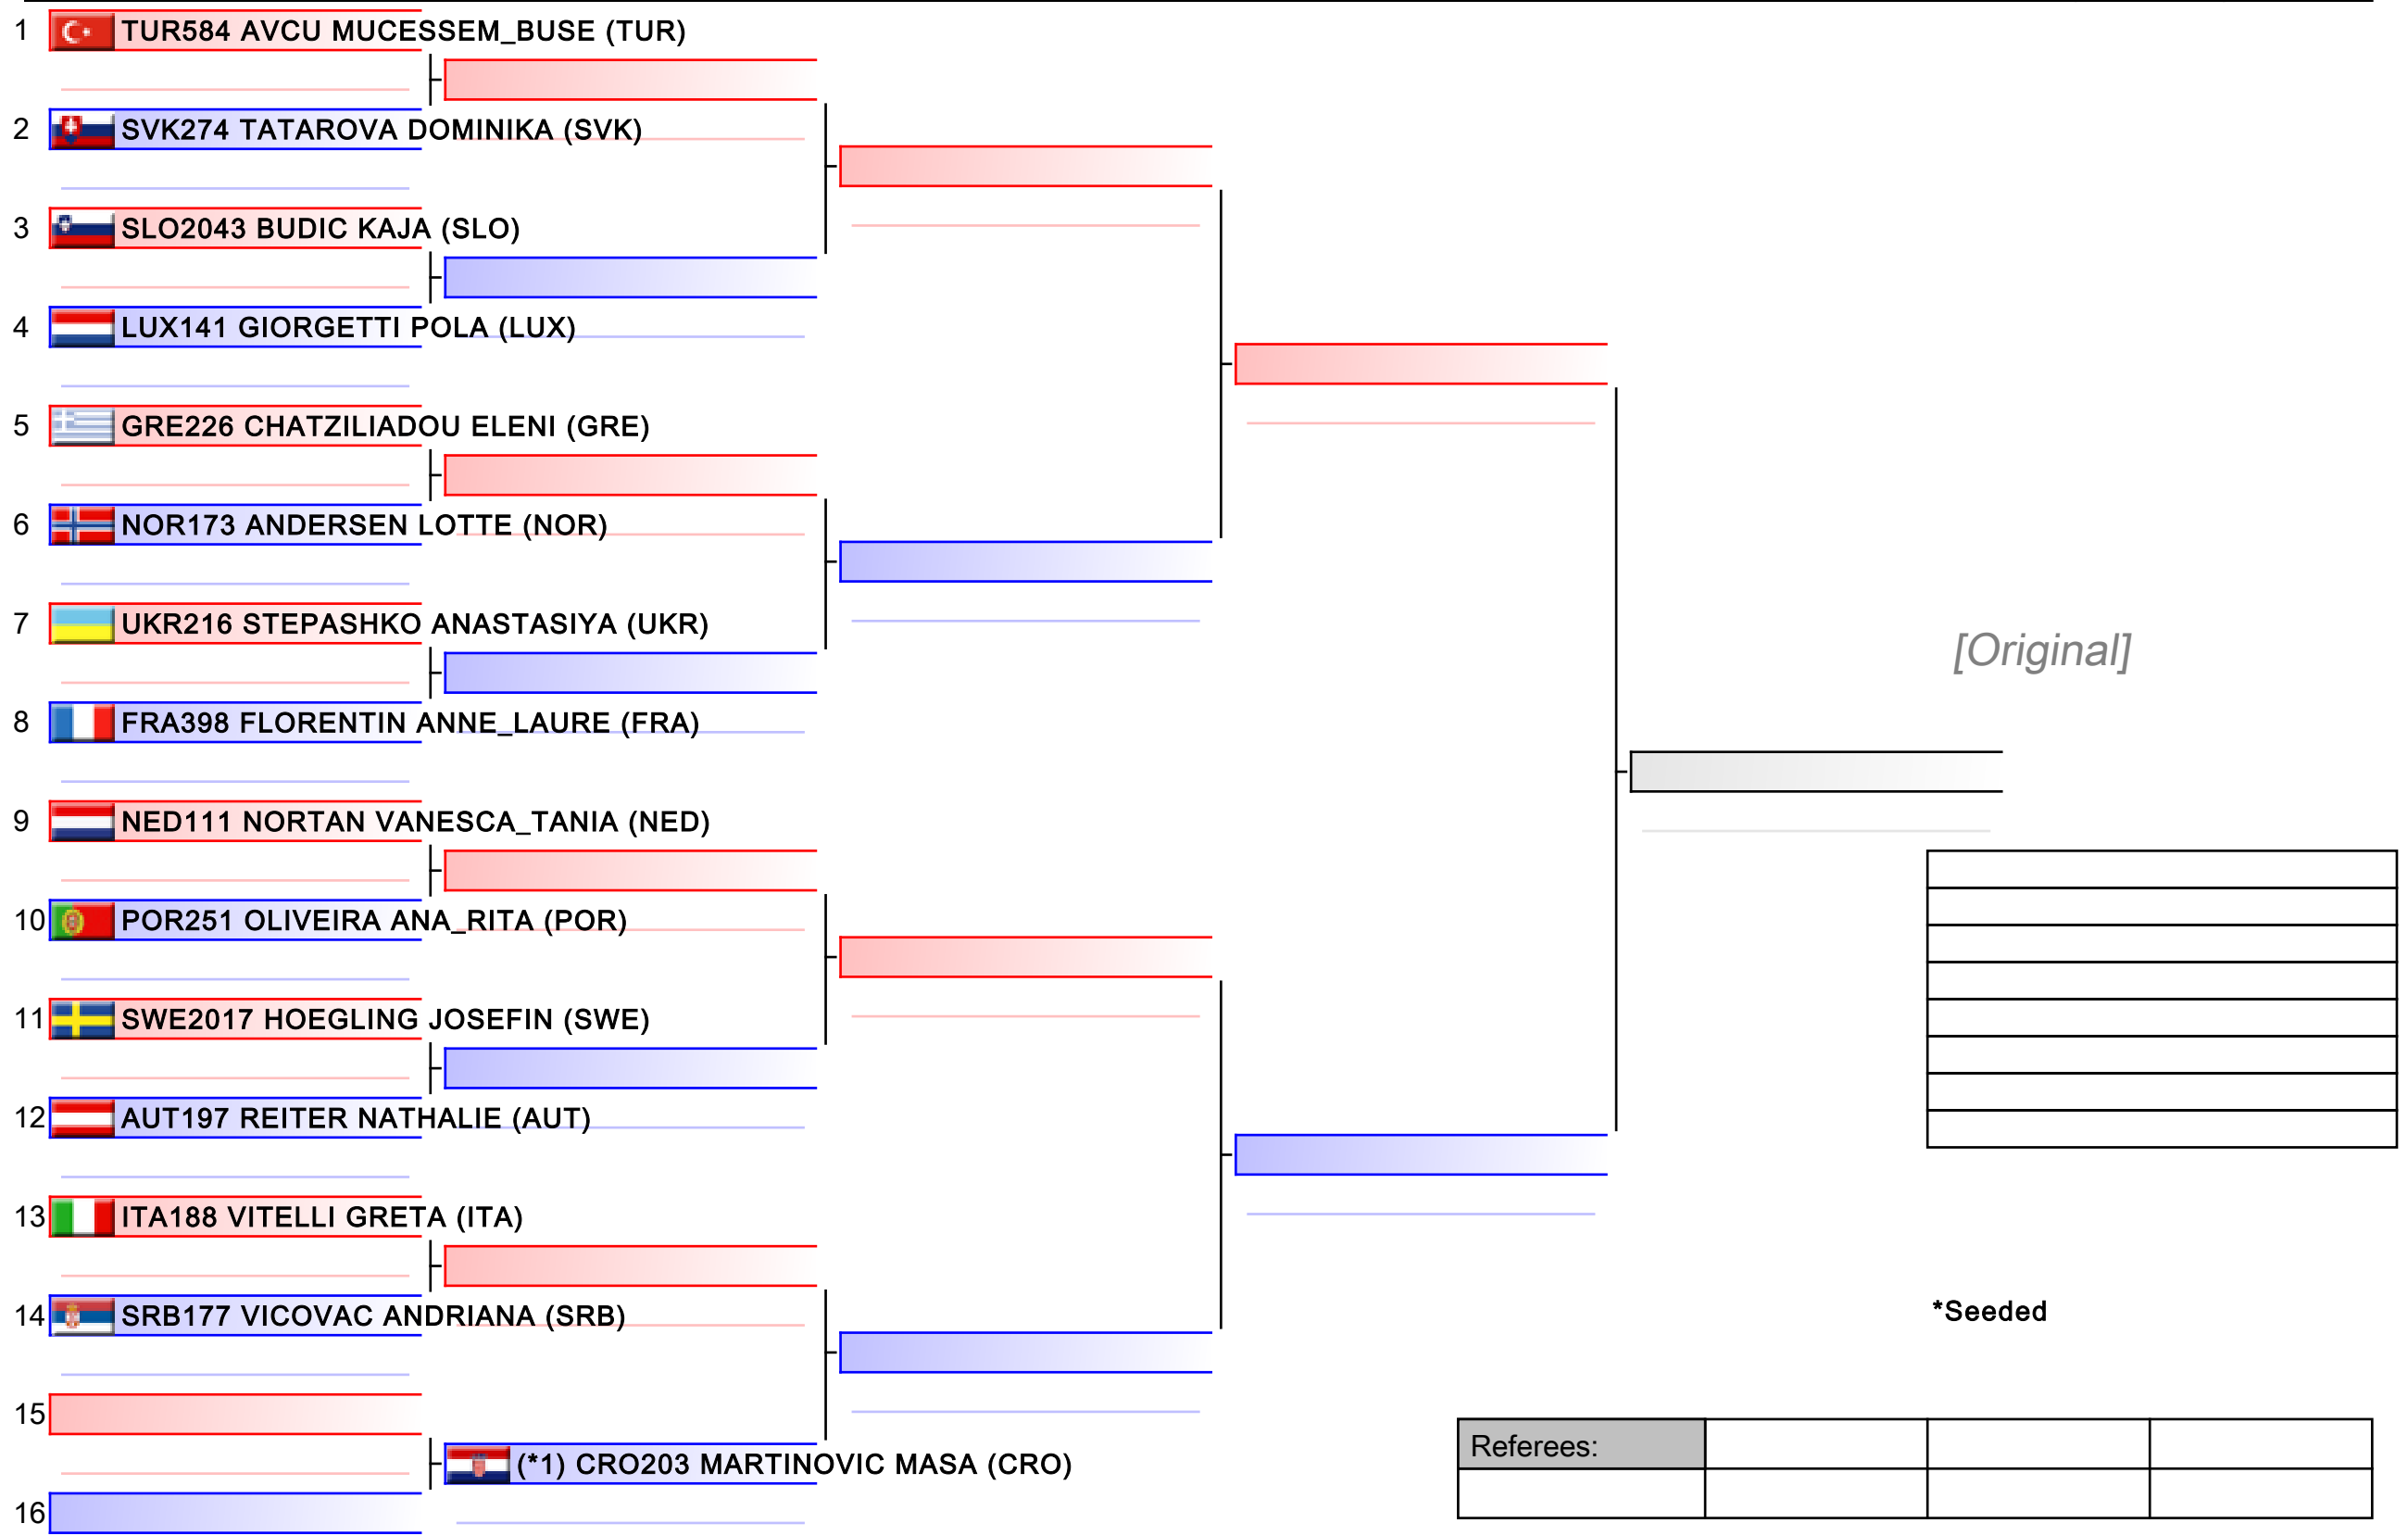 1 TUR584 AVCU MUCESSEM_BUSE (TUR)
2 SVK274 TATAROVA DOMINIKA (SVK)
3 SLO2043 BUDIC KAJA (SLO)
4 LUX141 GIORGETTI POLA (LUX)
5 GRE226 CHATZILIADOU ELENI (GRE)
6 NOR173 ANDERSEN LOTTE (NOR)
7 UKR216 STEPASHKO ANASTASIYA (UKR)
[Original]
8 FRA398 FLORENTIN ANNE_LAURE (FRA)
9 NED111 NORTAN VANESCA_TANIA (NED)
10 POR251 OLIVEIRA ANA_RITA (POR)
11 SWE2017 HOEGLING JOSEFIN (SWE)
12 AUT197 REITER NATHALIE (AUT)
13 ITA188 VITELLI GRETA (ITA)
14 SRB177 VICOVAC ANDRIANA (SRB)
*Seeded
15
(*1) CRO203 MARTINOVIC MASA (CRO)
Referees:
16